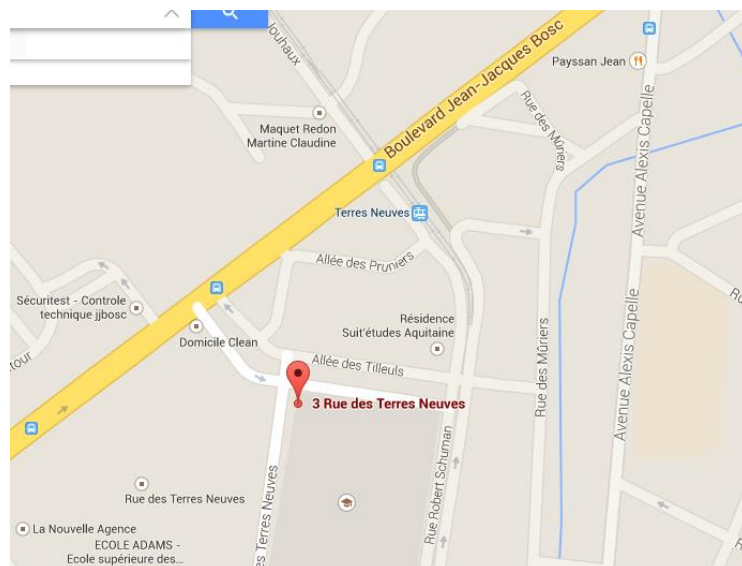 Jouhaux
Boulevard Jean-Jacques Bosc
Payssan Jean
Maquet Redon
Martine Claudine
Rue des Mûriers
Avenue Alexis Capelle
Terres Neuves
Allée des Pruniers
Sécuritest - Controle
technique jjbosc
Domicile Clean
Résidence
Suit'études Aquitaine
Allée des Tilleuls
3 Rue des Terres Neuves
Rue des Mûriers
Avenue Alexis Capelle
Rue Robert Schuman
Rue des Terres Neuves
Terres Neuves
La Nouvelle Agence
ECOLE ADAMS -
Ecole supérieure des...